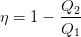 η = 1 − Q₂/Q₁